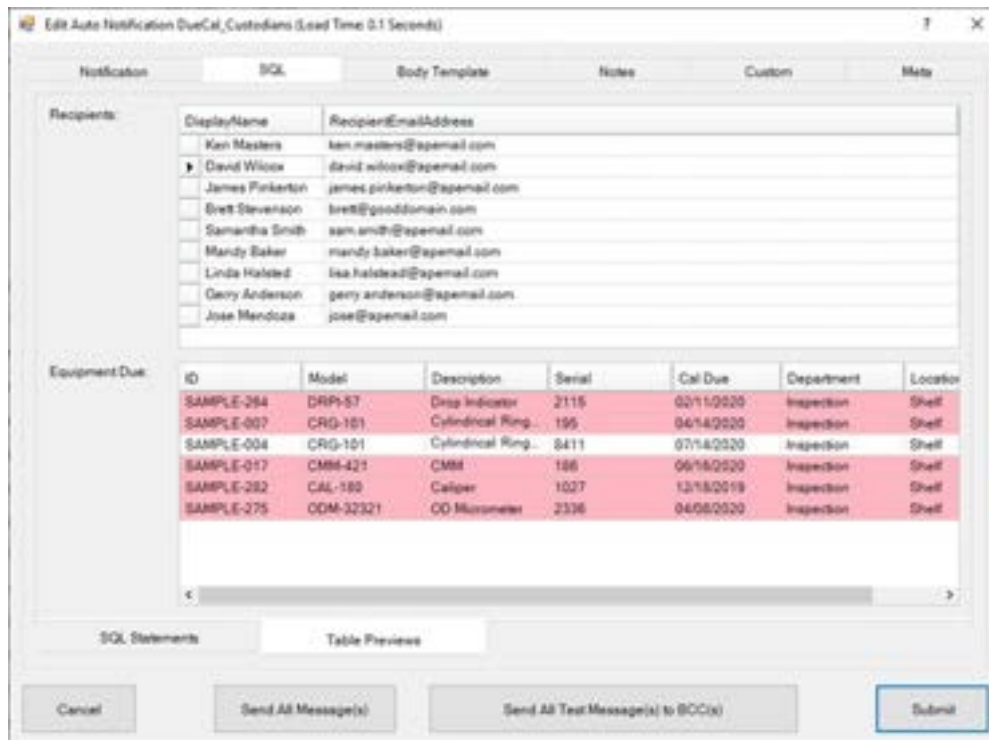 Edit Auto Notification DueCal_Custodians (Load Time: 0.1 Seconds) ? ×
Notification SQL Body Template Notes Custom Meta
Recipients:
DisplayName RecipientEmailAddress
Ken Masters ken.masters@apemail.com
David Wilcox david.wilcox@apemail.com
James Pinkerton james.pinkerton@apemail.com
Brett Stevenson brett@gooddomain.com
Samantha Smith sam.smith@apemail.com
Mandy Baker mandy.baker@apemail.com
Linda Halsted lisa.halstead@apemail.com
Gerry Anderson gerry.anderson@apemail.com
Jose Mendoza jose@apemail.com
Equipment Due:
ID Model Description Serial Cal Due Department Location
SAMPLE-264 Drop Indicator 2115 02/11/2020 Inspection Shelf
SAMPLE-007 CRG-101 Cylindrical Ring... 195 04/14/2020 Inspection Shelf
SAMPLE-004 CRG-101 Cylindrical Ring... 8411 07/14/2020 Inspection Shelf
SAMPLE-017 CMM-421 CMM 186 06/16/2020 Inspection Shelf
SAMPLE-282 CAL-180 Caliper 1027 12/18/2019 Inspection Shelf
SAMPLE-275 ODM-32321 OD Micrometer 2336 04/08/2020 Inspection Shelf
SQL Statements Table Previews
Cancel Send All Message(s) Send All Test Message(s) to BCC(s) Submit